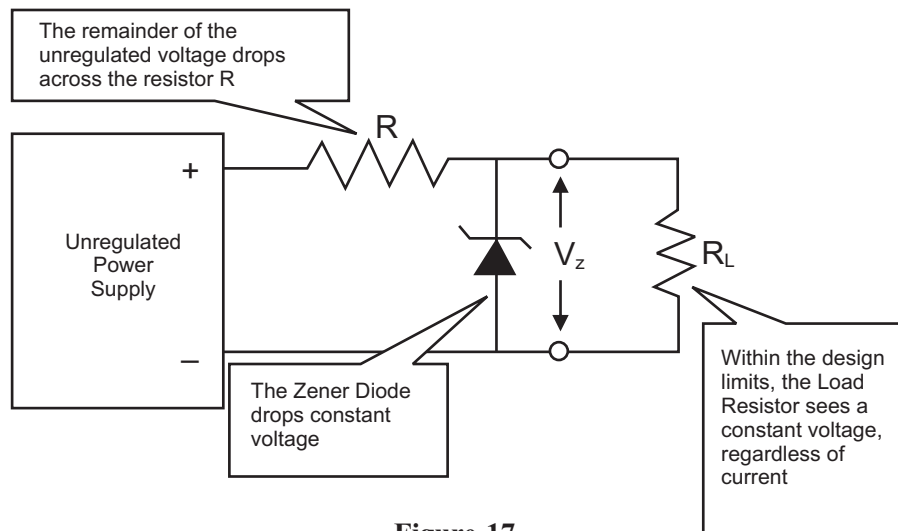 The remainder of the
unregulated voltage drops
across the resistor R
R
+
Unregulated
Power
Supply
–
Vz
RL
The Zener Diode
drops constant
voltage
Within the design
limits, the Load
Resistor sees a
constant voltage,
regardless of
current
Figure 17